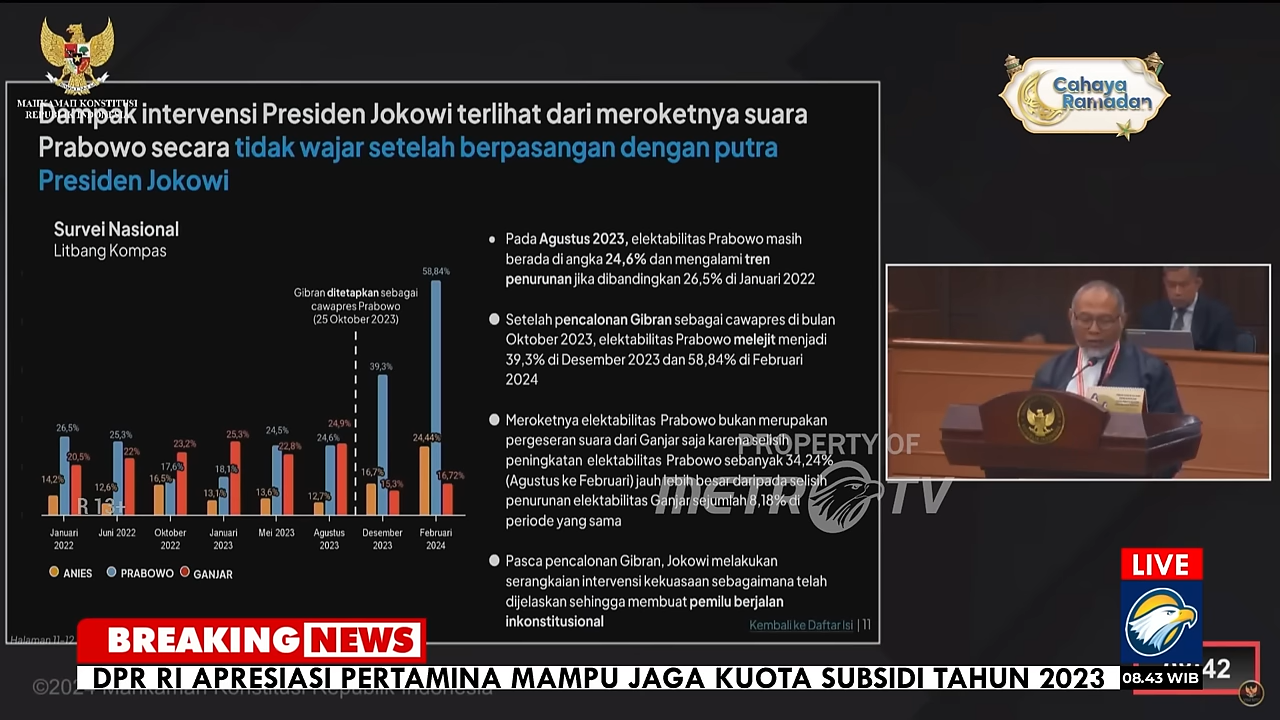 MAHKAMAH KONSTITUSI
REPUBLIK INDONESIA
Cahaya
Ramadan
Dampak intervensi Presiden Jokowi terlihat dari meroketnya suara
Prabowo secara tidak wajar setelah berpasangan dengan putra
Presiden Jokowi
Survei Nasional
Litbang Kompas
58,84%
Gibran ditetapkan sebagai
cawapres Prabowo
(25 Oktober 2023)
39,3%
26,5%
25,3%
23,2%
25,3%
24,5%
22,8%
24,6%
24,9%
24,44%
20,5%
22%
17,6%
18,1%
14,2%
12,6%
16,5%
13,1%
13,6%
12,7%
16,7%
15,3%
16,72%
R 13+
Januari
2022
Juni 2022
Oktober
2022
Januari
2023
Mei 2023
Agustus
2023
Desember
2023
Februari
2024
ANIES PRABOWO GANJAR
• Pada Agustus 2023, elektabilitas Prabowo masih
berada di angka 24,6% dan mengalami tren
penurunan jika dibandingkan 26,5% di Januari 2022
• Setelah pencalonan Gibran sebagai cawapres di bulan
Oktober 2023, elektabilitas Prabowo melejit menjadi
39,3% di Desember 2023 dan 58,84% di Februari
2024
• Meroketnya elektabilitas Prabowo bukan merupakan
pergeseran suara dari Ganjar saja karena selisih
peningkatan elektabilitas Prabowo sebanyak 34,24%
(Agustus ke Februari) jauh lebih besar daripada selisih
penurunan elektabilitas Ganjar sejumlah 8,18% di
periode yang sama
• Pasca pencalonan Gibran, Jokowi melakukan
serangkaian intervensi kekuasaan sebagaimana telah
dijelaskan sehingga membuat pemilu berjalan
inkonstitusional
Kembali ke Daftar Isi | 11
Halaman 11-12
PROPERTY OF
METRO TV
LIVE
BREAKING NEWS
DPR RI APRESIASI PERTAMINA MAMPU JAGA KUOTA SUBSIDI TAHUN 2023
08.43 WIB
42
Mahkamah Konstitusi Republik Indonesia